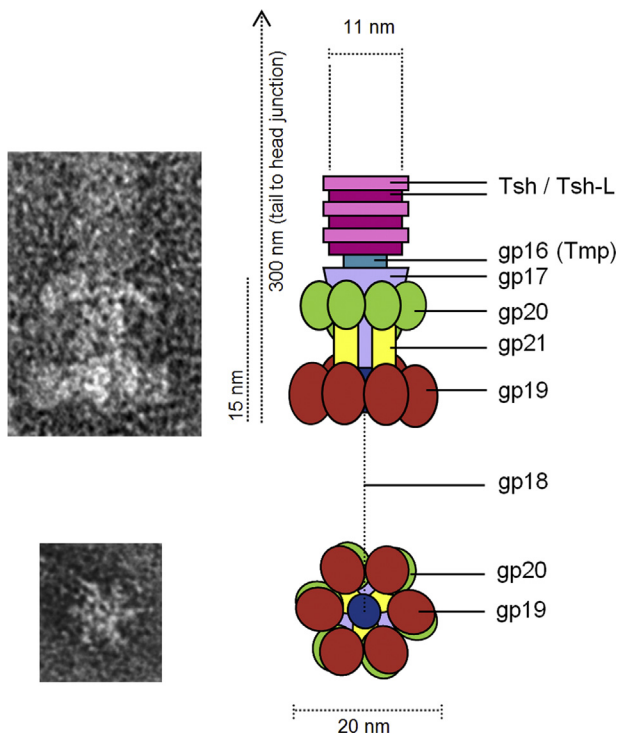 11 nm
300 nm (tail to head junction)
Tsh / Tsh-L
gp16 (Tmp)
gp17
gp20
gp21
15 nm
gp19
gp18
gp20
gp19
20 nm